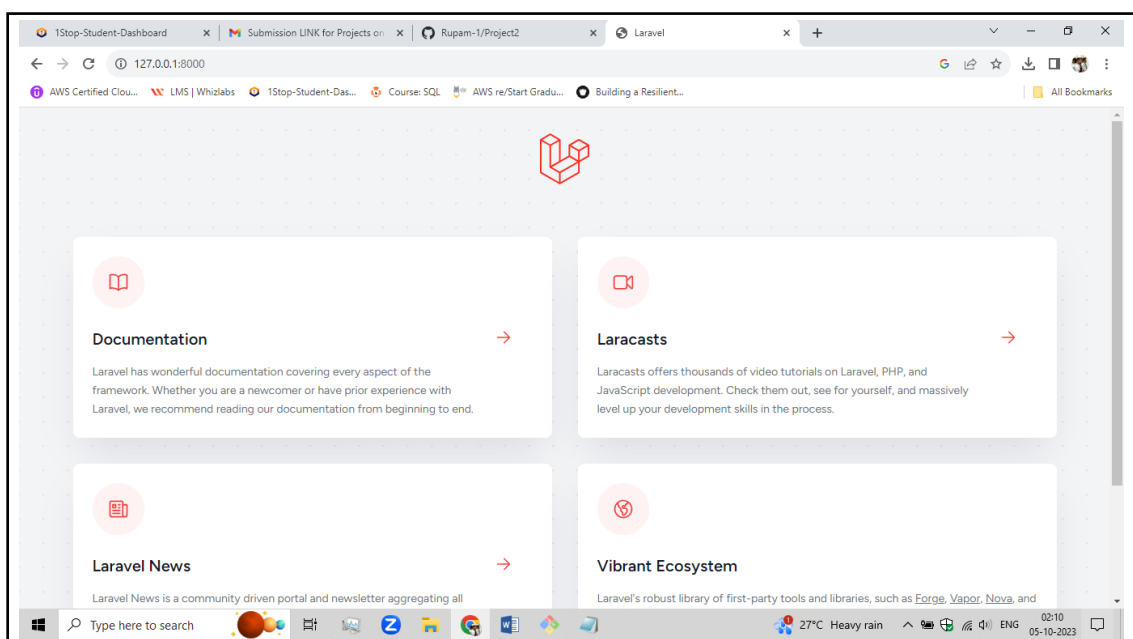 1Stop-Student-Dashboard
Submission LINK for Projects on
Rupam-1/Project2
Laravel
127.0.0.1:8000
AWS Certified Clou...
LMS | Whizlabs
1Stop-Student-Das...
Course: SQL
AWS re/Start Gradu...
Building a Resilient...
All Bookmarks
Documentation
Laravel has wonderful documentation covering every aspect of the
framework. Whether you are a newcomer or have prior experience with
Laravel, we recommend reading our documentation from beginning to end.
Laracasts
Laracasts offers thousands of video tutorials on Laravel, PHP, and
JavaScript development. Check them out, see for yourself, and massively
level up your development skills in the process.
Laravel News
Laravel News is a community driven portal and newsletter aggregating all
Vibrant Ecosystem
Laravel's robust library of first-party tools and libraries, such as Forge, Vapor, Nova, and
Type here to search
27°C Heavy rain
ENG
02:10
05-10-2023